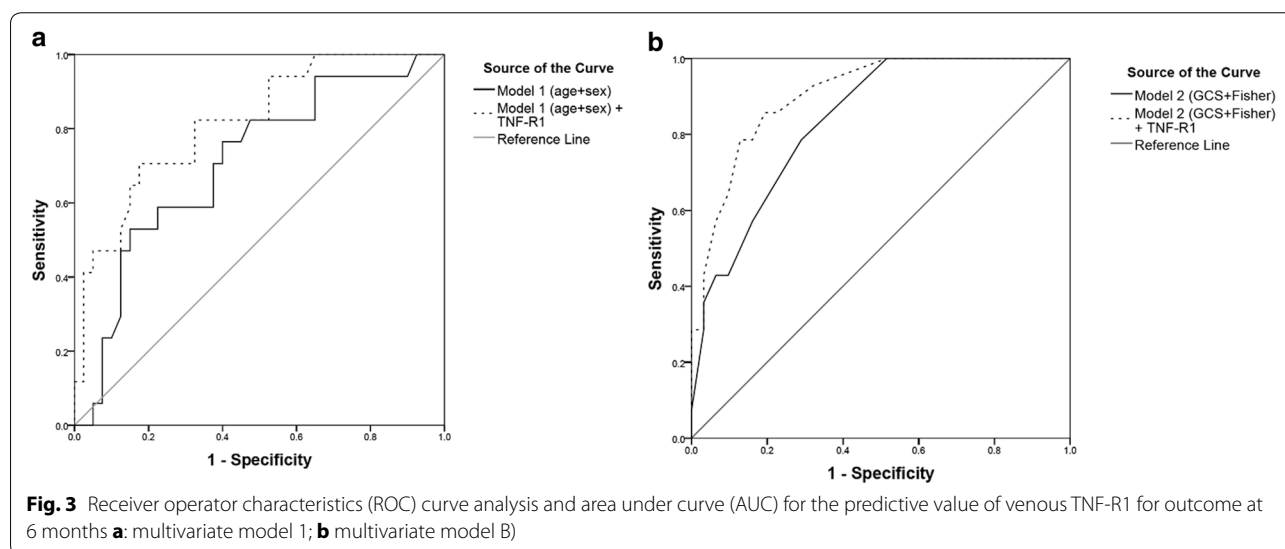 a
Source of the Curve
Model 1 (age+sex)
Model 1 (age+sex) +
TNF-R1
Reference Line
1.0
0.8
0.6
0.4
0.2
0.0
Sensitivity
0.0 0.2 0.4 0.6 0.8 1.0
1 - Specificity
b
Source of the Curve
Model 2 (GCS+Fisher)
Model 2 (GCS+Fisher)
+ TNF-R1
Reference Line
1.0
0.8
0.6
0.4
0.2
0.0
Sensitivity
0.0 0.2 0.4 0.6 0.8 1.0
1 - Specificity
Fig. 3 Receiver operator characteristics (ROC) curve analysis and area under curve (AUC) for the predictive value of venous TNF-R1 for outcome at
6 months a: multivariate model 1; b multivariate model B)